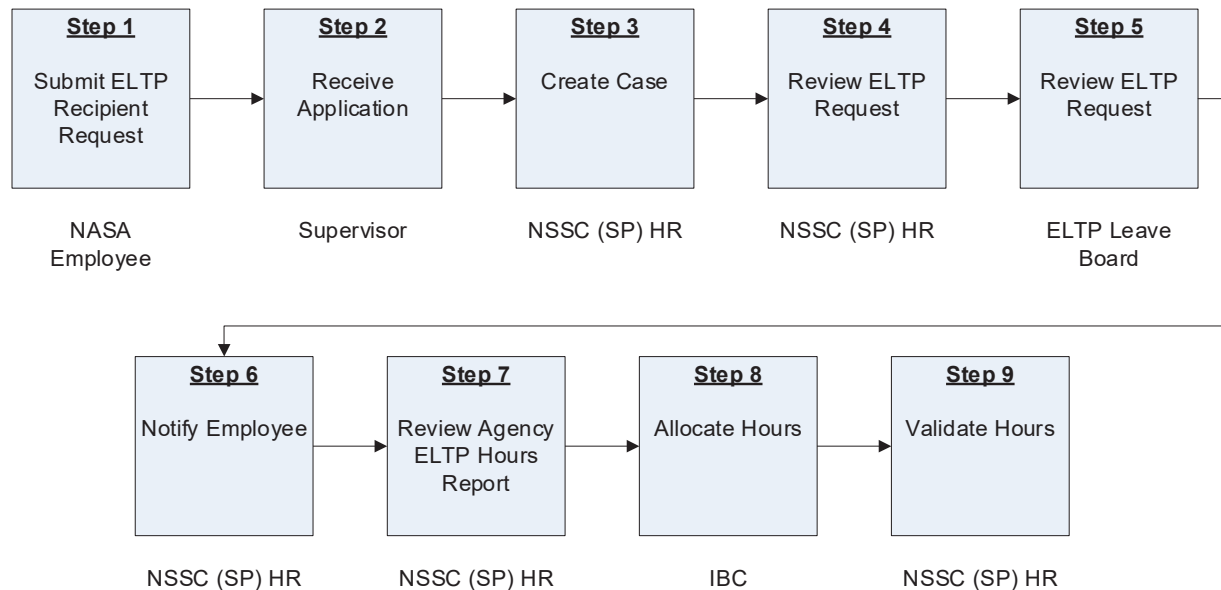 Step 1
Submit ELTP
Recipient
Request
NASA
Employee
Step 2
Receive
Application
Supervisor
Step 3
Create Case
NSSC (SP) HR
Step 4
Review ELTP
Request
NSSC (SP) HR
Step 5
Review ELTP
Request
ELTP Leave
Board
Step 6
Notify Employee
NSSC (SP) HR
Step 7
Review Agency
ELTP Hours
Report
NSSC (SP) HR
Step 8
Allocate Hours
IBC
Step 9
Validate Hours
NSSC (SP) HR